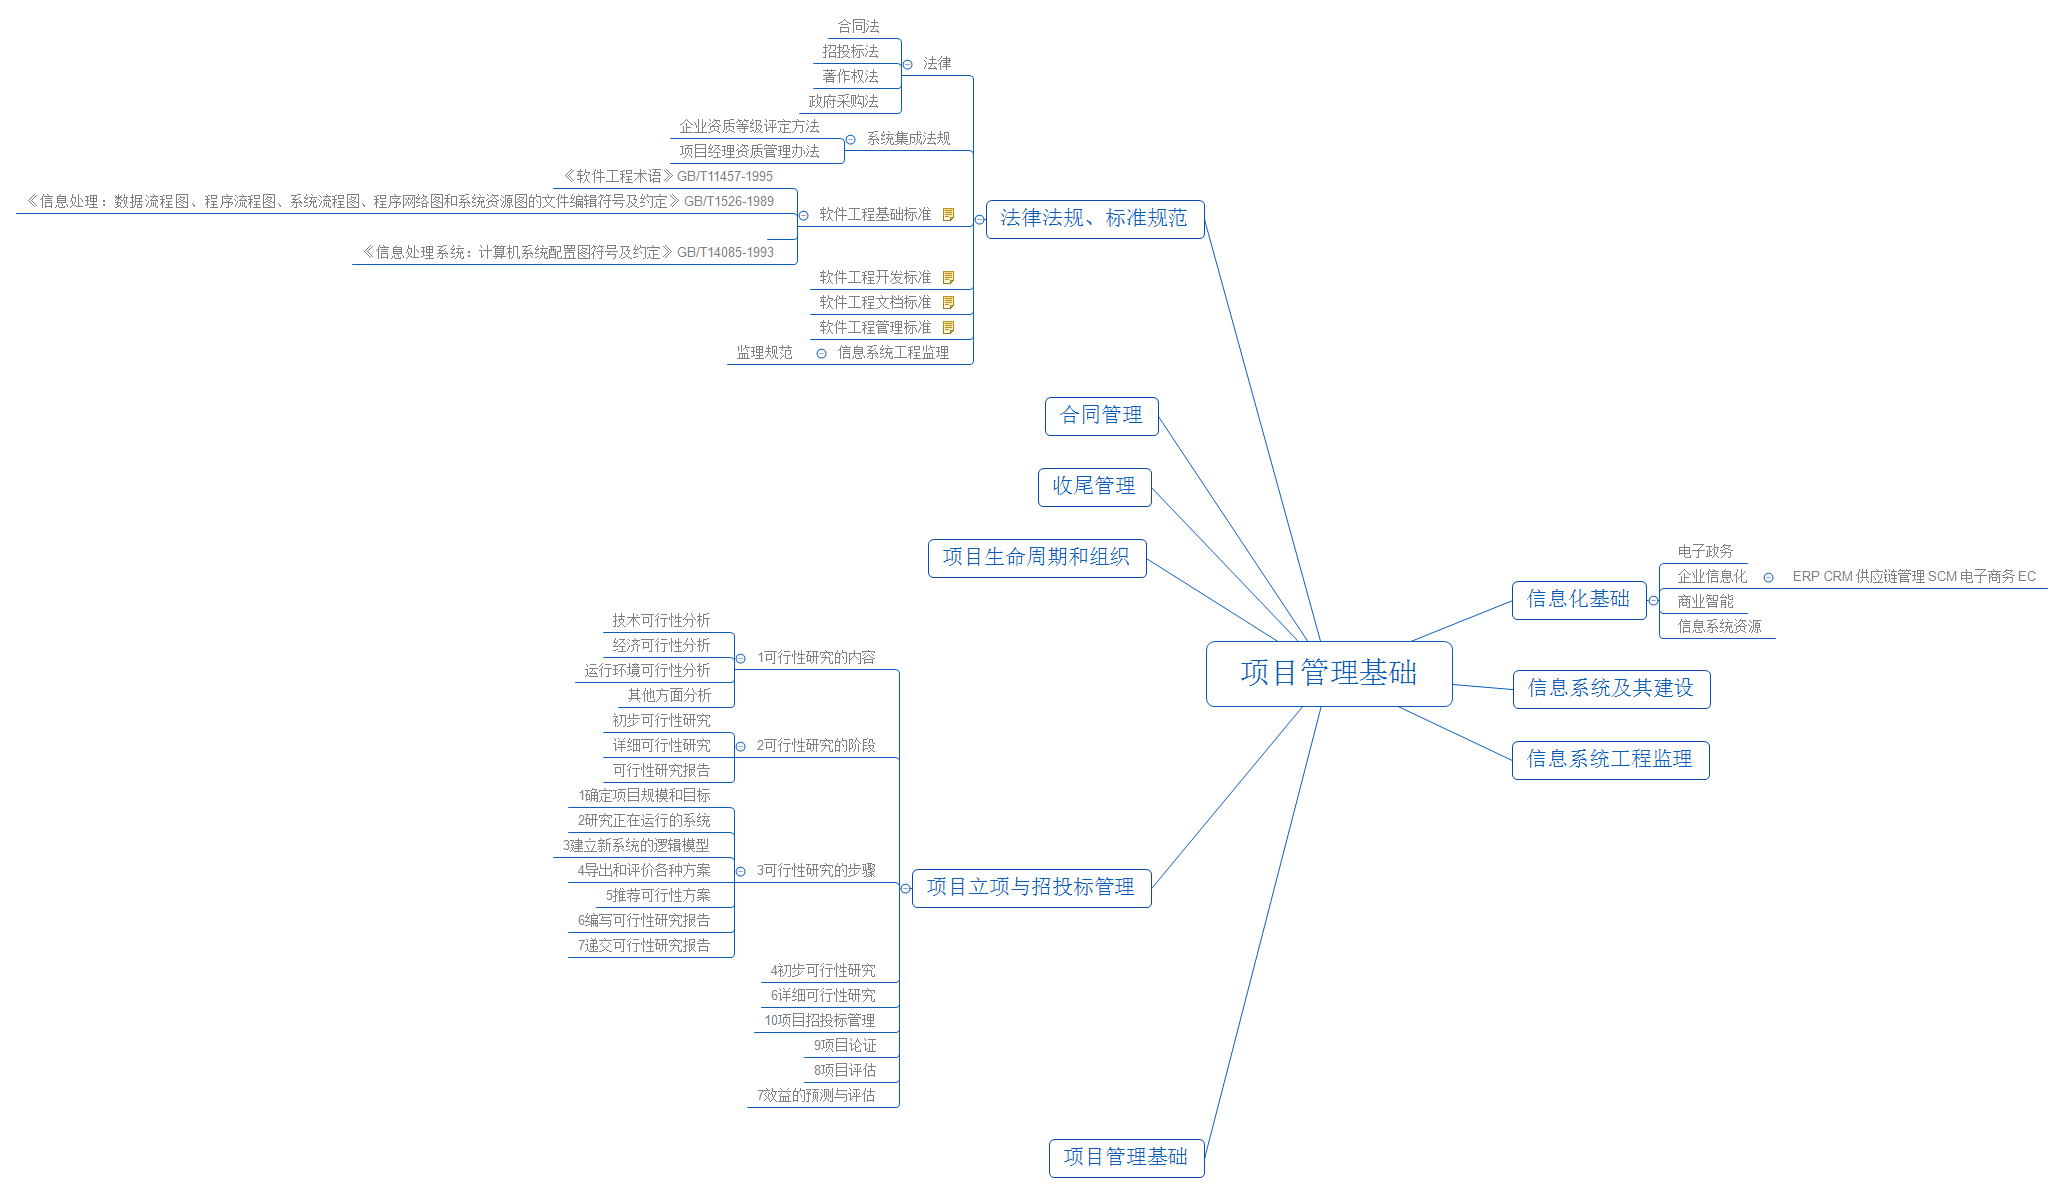 合同法
招投标法
著作权法
政府采购法
法律
企业资质等级评定方法
项目经理资质管理办法
系统集成法规
《软件工程术语》GB/T11457-1995
《信息处理：数据流程图、程序流程图、系统流程图、程序网络图和系统资源图的文件编辑符号及约定》GB/T1526-1989
《信息处理系统：计算机系统配置图符号及约定》GB/T14085-1993
软件工程基础标准
软件工程开发标准
软件工程文档标准
软件工程管理标准
监理规范
信息系统工程监理
法律法规、标准规范
合同管理
收尾管理
项目生命周期和组织
技术可行性分析
经济可行性分析
运行环境可行性分析
其他方面分析
1可行性研究的内容
初步可行性研究
详细可行性研究
可行性研究报告
2可行性研究的阶段
1确定项目规模和目标
2研究正在运行的系统
3建立新系统的逻辑模型
4导出和评价各种方案
5推荐可行性方案
6编写可行性研究报告
7递交可行性研究报告
3可行性研究的步骤
4初步可行性研究
6详细可行性研究
10项目招投标管理
9项目论证
8项目评估
7效益的预测与评估
项目立项与招投标管理
项目管理基础
项目管理基础
信息化基础
电子政务
企业信息化
ERP CRM 供应链管理 SCM 电子商务 EC
商业智能
信息系统资源
信息系统及其建设
信息系统工程监理